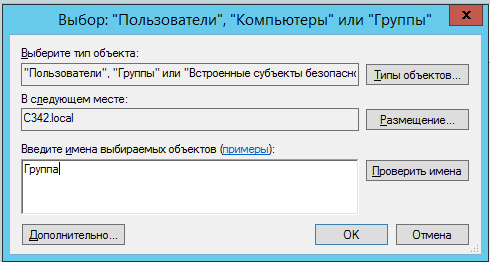 Выбор: "Пользователи", "Компьютеры" или "Группы"
x
Выберите тип объекта:
"Пользователи", "Группы" или "Встроенные субъекты
Типы объектов...
В следующем месте:
C342.local
Размещение...
Введите имена выбираемых объектов (примеры):
Группа
Проверить имена
Дополнительно...
OK
Отмена